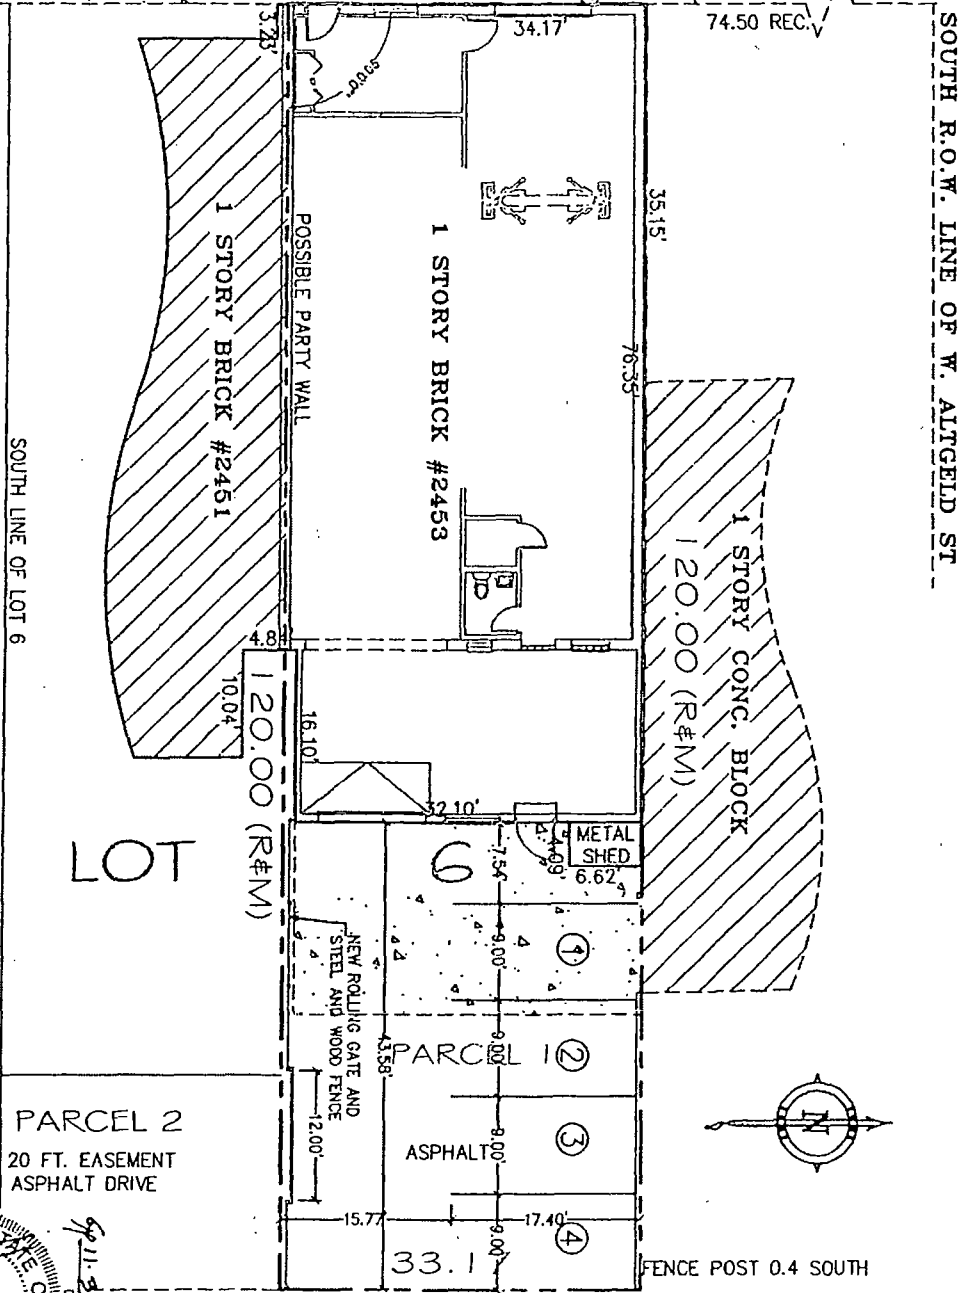 34.17'
74.50 REC.
SOUTH R.O.W. LINE OF W. ALTGELD ST
3.23'
35.15'
1 STORY BRICK #2451
POSSIBLE PARTY WALL
1 STORY BRICK #2453
76.35'
1 STORY CONC. BLOCK
120.00 (R&M)
SOUTH LINE OF LOT 6
4.8
10.04'
120.00 (R&M)
16.10'
32.10'
LOT
6
METAL
SHED
6.62'
4.09'
7.54'
9.00'
1
NEW ROLLING GATE AND
STEEL AND WOOD FENCE
43.58'
PARCEL 1
9.00'
2
PARCEL 2
20 FT. EASEMENT
ASPHALT DRIVE
12.00'
ASPHALT
9.00'
3
N
15.77
17.40'
9.00'
4
33.1
FENCE POST 0.4 SOUTH